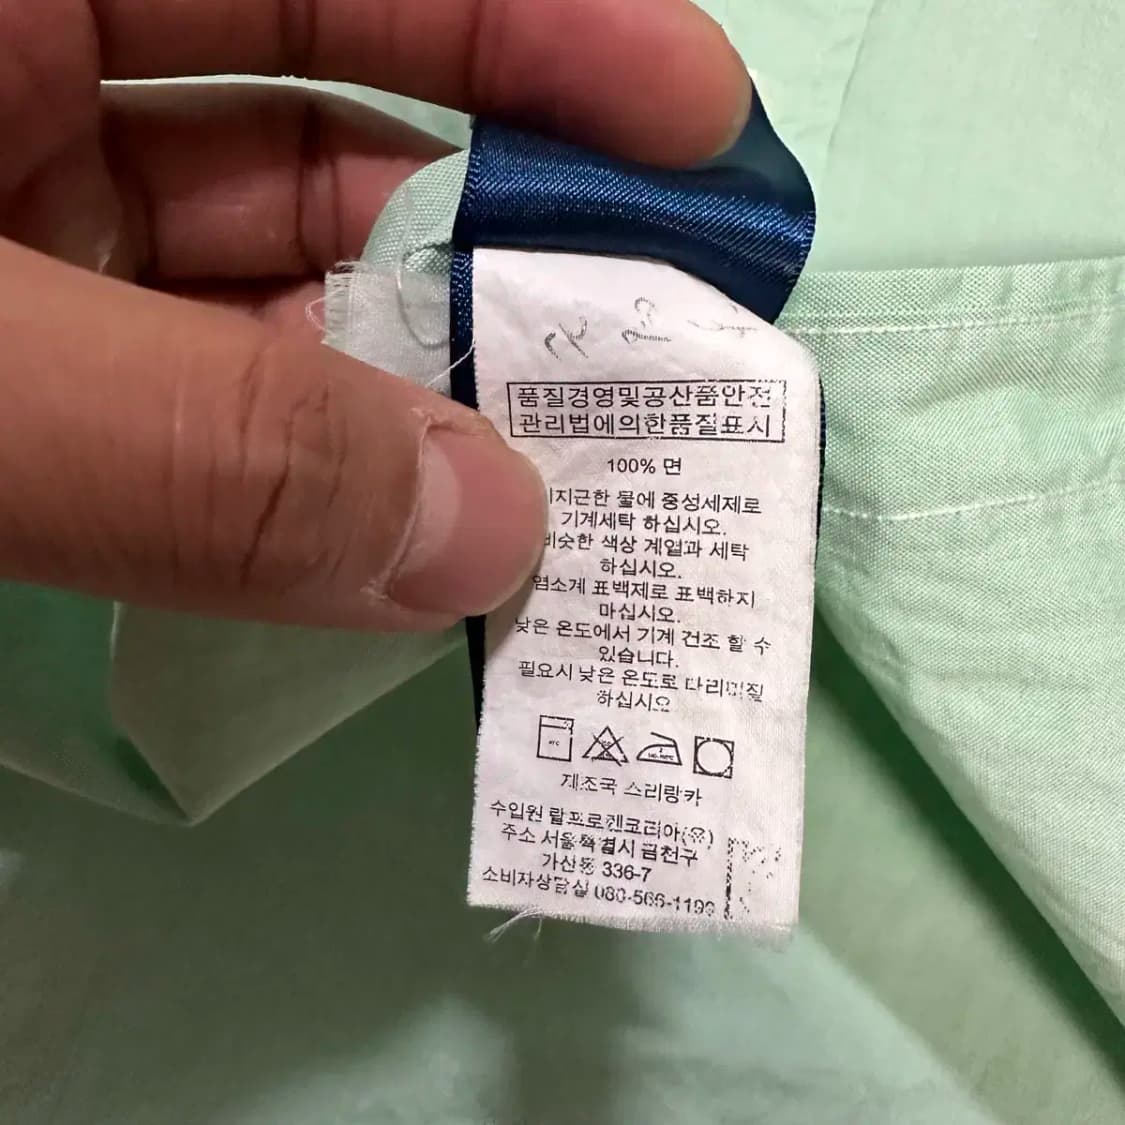 품질경영및공산품안전
관리법에의한품질표시
100% 면
미지근한 물에 중성세제로
기계세탁 하십시오.
비슷한 색상 계열과 세탁
하십시오.
염소계 표백제로 표백하지
마십시오.
낮은 온도에서 기계 건조 할 수
있습니다.
필요시 낮은 온도로 다리미질
하십시오
제조국 스리랑카
수입원 랄프로렌코리아(유)
주소 서울특별시 금천구
가산동 336-7
소비자상담실